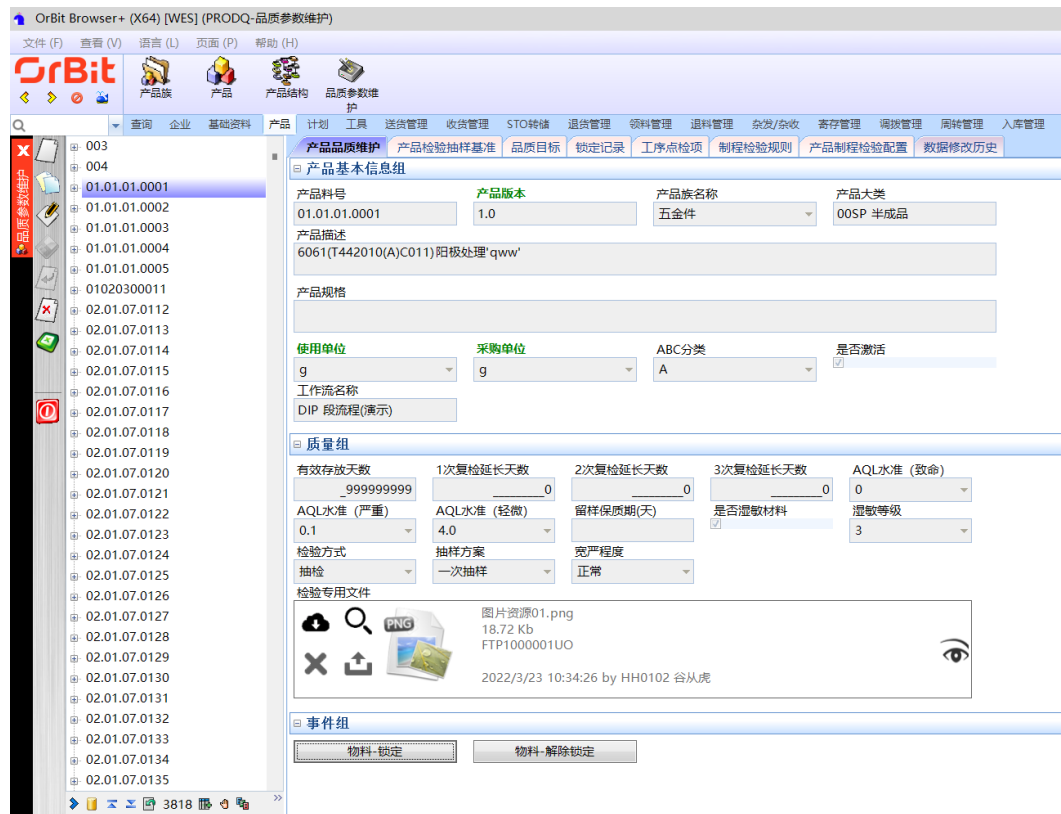 OrBit Browser+ (X64) [WES] (PRODQ-品质参数维护)
文件 (F) 查看 (V) 语言 (L) 页面 (P) 帮助 (H)
OrBit
产品族 产品 产品结构 品质参数维护
查询 企业 基础资料 产品 计划 工具 送货管理 收货管理 STO转储 退货管理 领料管理 退料管理 杂发/杂收 寄存管理 调拨管理 周转管理 入库管理
品质参数维护
003
004
01.01.01.0001
01.01.01.0002
01.01.01.0003
01.01.01.0004
01.01.01.0005
01020300011
02.01.07.0112
02.01.07.0113
02.01.07.0114
02.01.07.0115
02.01.07.0116
02.01.07.0117
02.01.07.0118
02.01.07.0119
02.01.07.0120
02.01.07.0121
02.01.07.0122
02.01.07.0123
02.01.07.0124
02.01.07.0125
02.01.07.0126
02.01.07.0127
02.01.07.0128
02.01.07.0129
02.01.07.0130
02.01.07.0131
02.01.07.0132
02.01.07.0133
02.01.07.0134
02.01.07.0135
3818
产品品质维护 产品检验抽样基准 品质目标 锁定记录 工序点检项 制程检验规则 产品制程检验配置 数据修改历史
产品基本信息组
产品料号 产品版本 产品族名称 产品大类
01.01.01.0001 1.0 五金件 00SP 半成品
产品描述
6061(T442010(A)C011)阳极处理'qww'
产品规格
使用单位 采购单位 ABC分类 是否激活
g g A
工作流名称
DIP 段流程(演示)
质量组
有效存放天数 1次复检延长天数 2次复检延长天数 3次复检延长天数 AQL水准 (致命)
_999999999 ________0 ________0 ________0 0
AQL水准 (严重) AQL水准 (轻微) 留样保质期(天) 是否湿敏材料 湿敏等级
0.1 4.0 3
检验方式 抽样方案 宽严程度
抽检 一次抽样 正常
检验专用文件
PNG
图片资源01.png
18.72 Kb
FTP1000001UO
2022/3/23 10:34:26 by HH0102 谷从虎
事件组
物料-锁定 物料-解除锁定